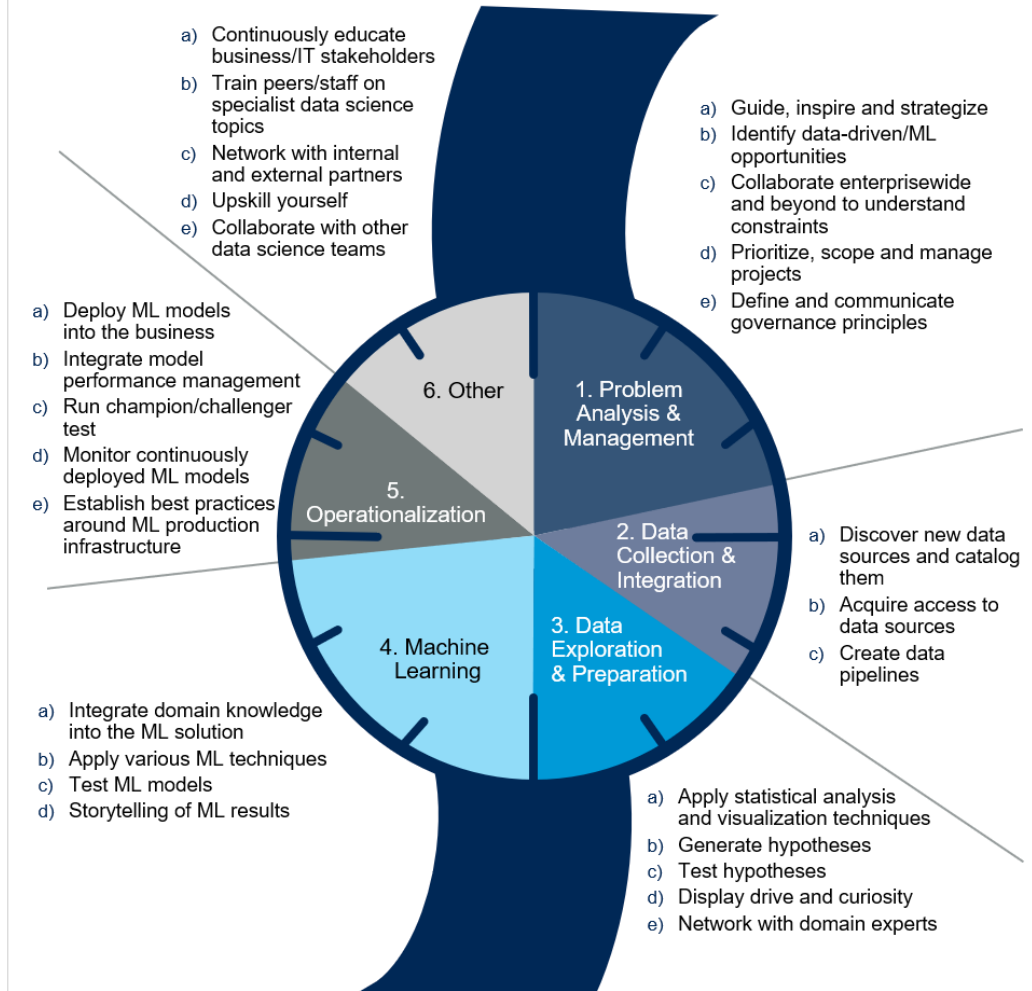 a) Continuously educate
business/IT stakeholders
b) Train peers/staff on
specialist data science
topics
c) Network with internal
and external partners
d) Upskill yourself
e) Collaborate with other
data science teams
a) Guide, inspire and strategize
b) Identify data-driven/ML
opportunities
c) Collaborate enterprisewide
and beyond to understand
constraints
d) Prioritize, scope and manage
projects
e) Define and communicate
governance principles
a) Deploy ML models
into the business
b) Integrate model
performance management
c) Run champion/challenger
test
d) Monitor continuously
deployed ML models
e) Establish best practices
around ML production
infrastructure
6. Other
1. Problem
Analysis &
Management
5.
Operationalization
2. Data
Collection &
Integration
3. Data
Exploration
& Preparation
4. Machine
Learning
a) Discover new data
sources and catalog
them
b) Acquire access to
data sources
c) Create data
pipelines
a) Integrate domain knowledge
into the ML solution
b) Apply various ML techniques
c) Test ML models
d) Storytelling of ML results
a) Apply statistical analysis
and visualization techniques
b) Generate hypotheses
c) Test hypotheses
d) Display drive and curiosity
e) Network with domain experts